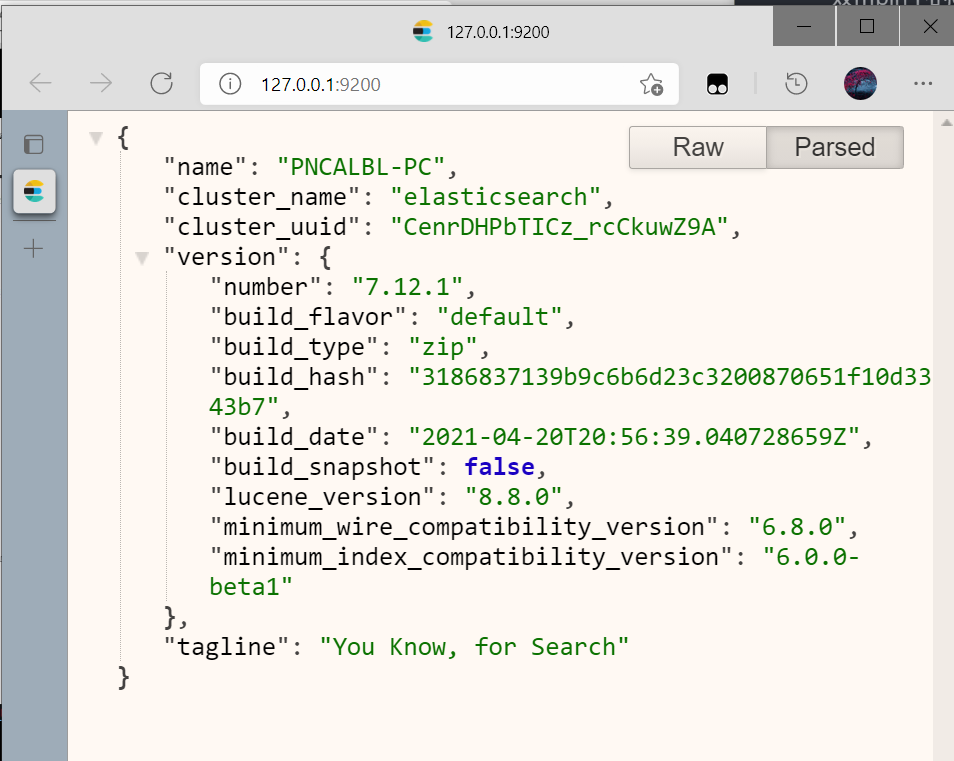 127.0.0.1:9200
127.0.0.1:9200
Raw
Parsed
{
"name": "PNCALBL-PC",
"cluster_name": "elasticsearch",
"cluster_uuid": "CenrDHPbTICz_rcCkuwZ9A",
"version": {
"number": "7.12.1",
"build_flavor": "default",
"build_type": "zip",
"build_hash": "3186837139b9c6b6d23c3200870651f10d33
43b7",
"build_date": "2021-04-20T20:56:39.040728659Z",
"build_snapshot": false,
"lucene_version": "8.8.0",
"minimum_wire_compatibility_version": "6.8.0",
"minimum_index_compatibility_version": "6.0.0-
beta1"
},
"tagline": "You Know, for Search"
}